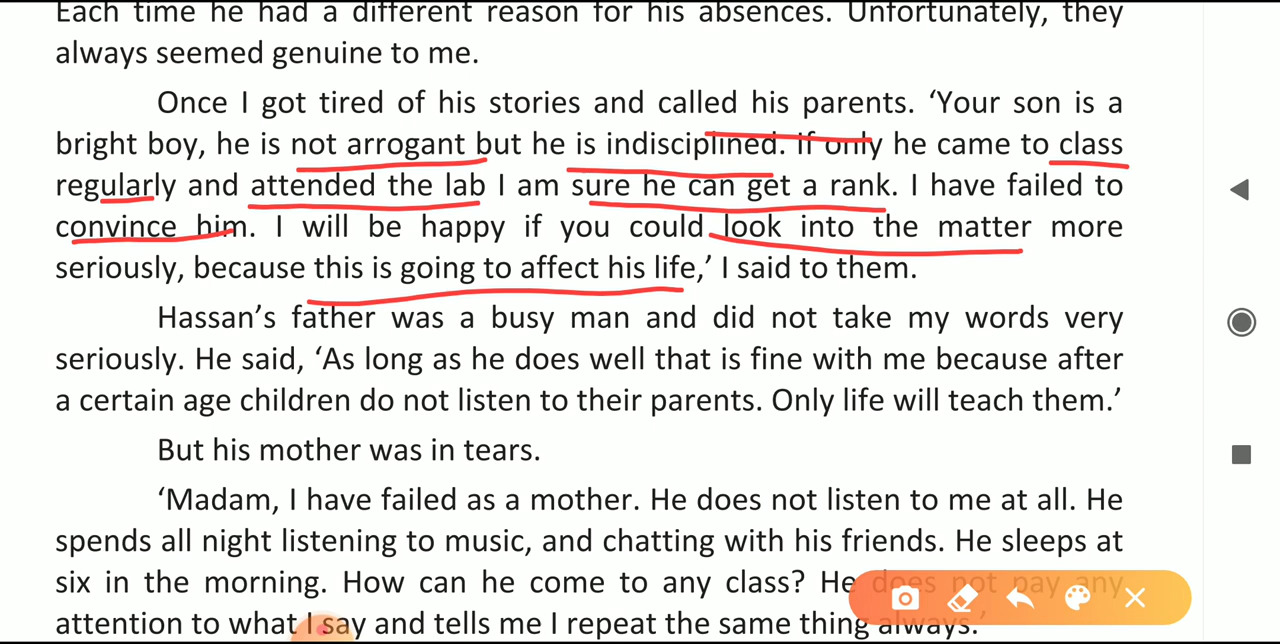 Each time he had a different reason for his absences. Unfortunately, they
always seemed genuine to me.
Once I got tired of his stories and called his parents. ‘Your son is a
bright boy, he is not arrogant but he is indisciplined. If only he came to class
regularly and attended the lab I am sure he can get a rank. I have failed to
convince him. I will be happy if you could look into the matter more
seriously, because this is going to affect his life,’ I said to them.
Hassan’s father was a busy man and did not take my words very
seriously. He said, ‘As long as he does well that is fine with me because after
a certain age children do not listen to their parents. Only life will teach them.’
But his mother was in tears.
‘Madam, I have failed as a mother. He does not listen to me at all. He
spends all night listening to music, and chatting with his friends. He sleeps at
six in the morning. How can he come to any class? He does not pay any
attention to what I say and tells me I repeat the same thing always.’